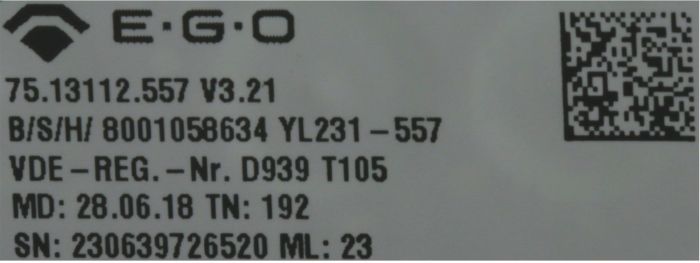 E·G·O
75.13112.557 V3.21
B/S/H/ 8001058634 YL231-557
VDE-REG.-Nr. D939 T105
MD: 28.06.18 TN: 192
SN: 230639726520 ML: 23